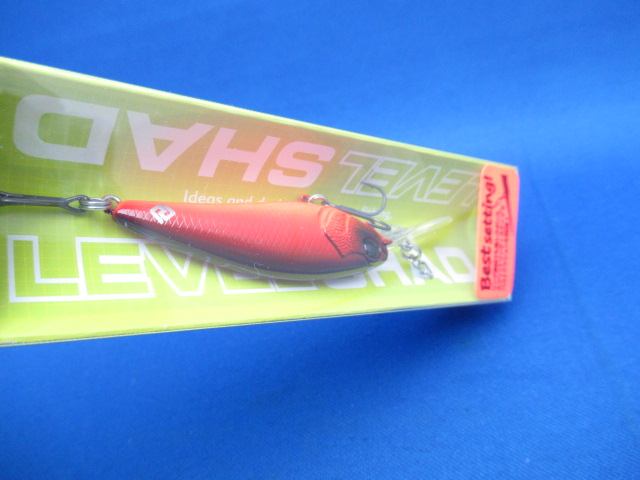 LEVEL SHAD
Ideas and d
LEVEL SHAD
Best setting!